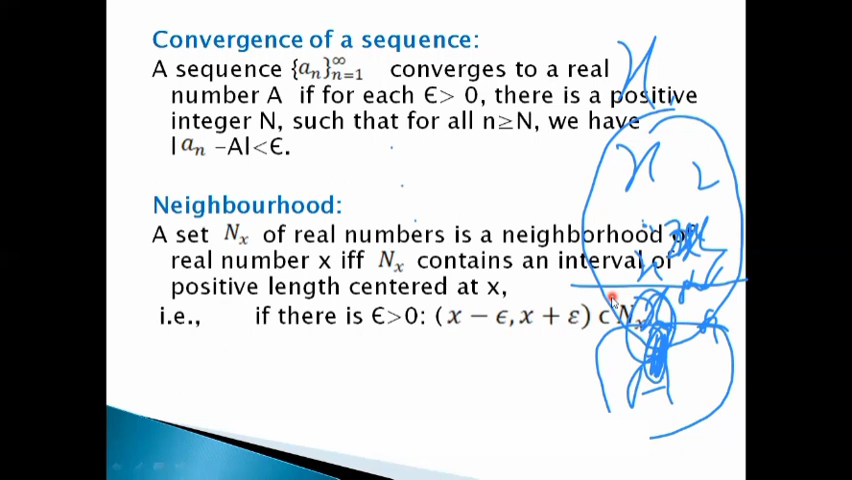 Convergence of a sequence:
A sequence {aₙ}ₙ₌₁^∞ converges to a real
number A if for each Є> 0, there is a positive
integer N, such that for all n≥N, we have
|aₙ –A|<Є.
Neighbourhood:
A set Nₓ of real numbers is a neighborhood of
real number x iff Nₓ contains an interval of
positive length centered at x,
i.e., if there is Є>0: (x − ϵ, x + ε) c Nₓ